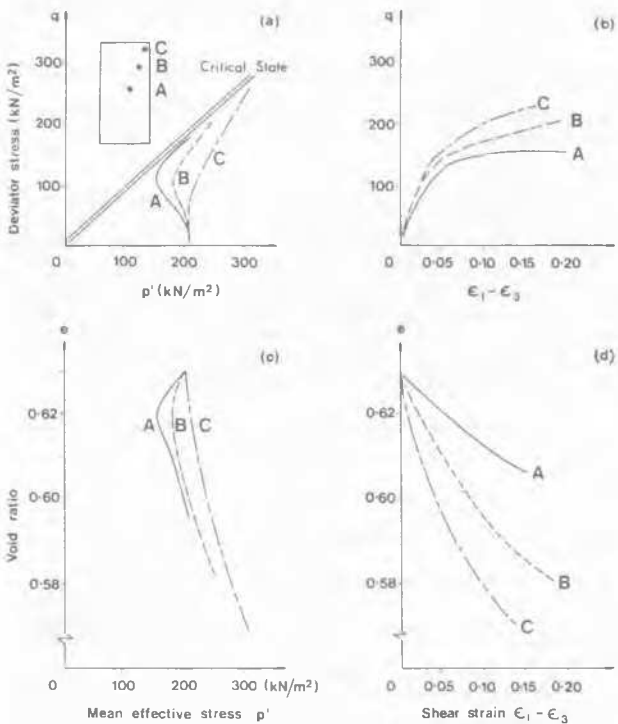 q
(a)
300
200
100
0
Deviator stress (kN/m²)
C
B
A
Critical State
A
B
C
0
100
200
300
p' (kN/m²)
q
(b)
300
200
100
0
C
B
A
0·05
0·10
0·15
0·20
ϵ₁ - ϵ₃
e
(c)
0·62
0·60
0·58
Void ratio
A
B
C
0
100
200
300 (kN/m²)
Mean effective stress p'
e
(d)
0·62
0·60
0·58
A
B
C
0
0·05
0·10
0·15
0·20
Shear strain ϵ₁ - ϵ₃